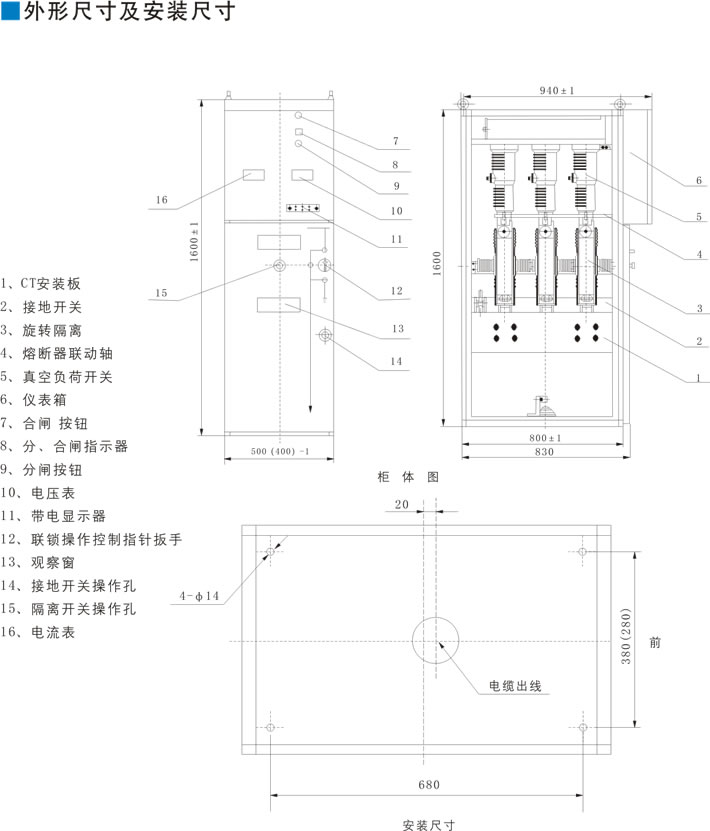 外形尺寸及安装尺寸
940±1
7
8
9
10
11
12
13
14
15
16
1600±1
500 (400) -1
1600
6
5
4
3
2
1
800±1
830
1、CT安装板
2、接地开关
3、旋转隔离
4、熔断器联动轴
5、真空负荷开关
6、仪表箱
7、合闸 按钮
8、分、合闸指示器
9、分闸按钮
10、电压表
11、带电显示器
12、联锁操作控制指针扳手
13、观察窗
14、接地开关操作孔
15、隔离开关操作孔
16、电流表
柜 体 图
20
4-φ14
380(280)
前
电缆出线
680
安装尺寸